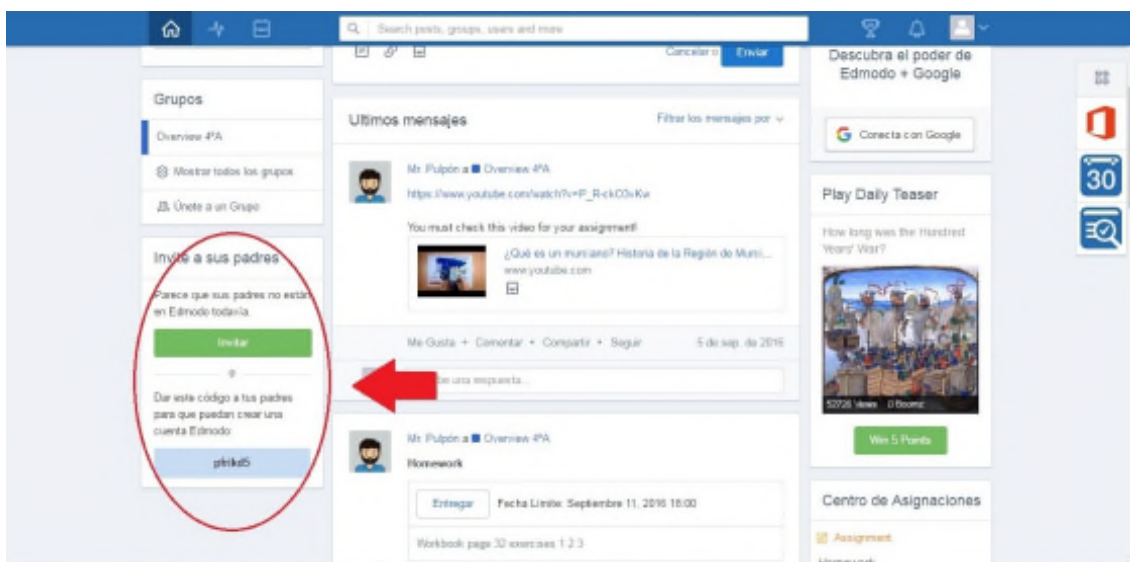 Search posts, groups, users and more
Cancelar o Enviar
Grupos
Overview 4ºA
Mostrar todos los grupos
Únete a un Grupo
Invite a sus padres
Parece que sus padres no están
en Edmodo todavía.
Invitar
o
Dar este código a tus padres
para que puedan crear una
cuenta Edmodo:
Ultimos mensajes
Filtrar los mensajes por
Mr. Pulpón a Overview 4ºA
You must check this video for your assignment!
¿Qué es un murciano? Historia de la Región de Murci...
www.youtube.com
Me Gusta • Comentar • Compartir • Seguir
5 de sep. de 2016
una respuesta...
Mr. Pulpón a Overview 4ºA
Homework
Entregar
Fecha Limite: Septiembre 11, 2016 18:00
Workbook page 32 exercises 1 2 3
Descubra el poder de
Edmodo + Google
Conecta con Google
Play Daily Teaser
How long was the Hundred
Years' War?
52726 Views 0 Boomz
Win 5 Points
Centro de Asignaciones
Assignment
Homework
30